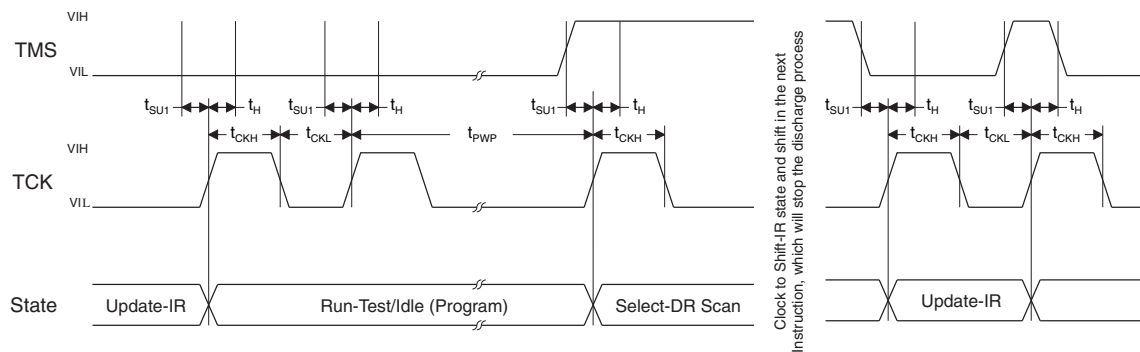 VIH
TMS
VIL
tSU1 tH tSU1 tH tSU1 tH tSU1 tH tSU1 tH
tCKH tCKL tPWP tCKH tCKH tCKL tCKH
VIH
TCK
VIL
State
Update-IR
Run-Test/Idle (Program)
Select-DR Scan
Clock to Shift-IR state and shift in the next
Instruction, which will stop the discharge process
Update-IR